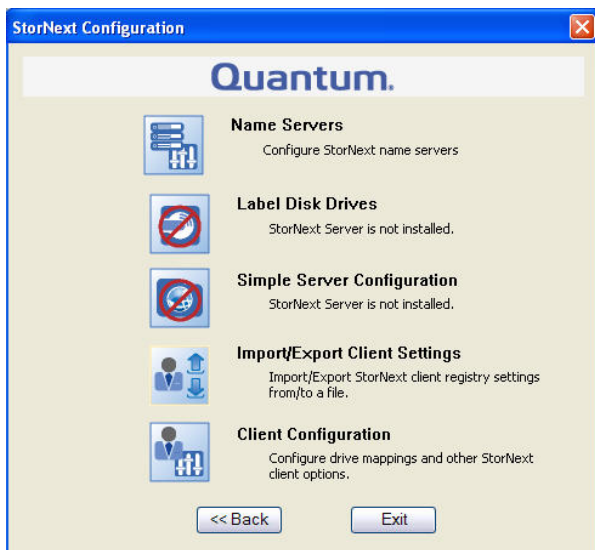 StorNext Configuration
Quantum.
Name Servers
Configure StorNext name servers
Label Disk Drives
StorNext Server is not installed.
Simple Server Configuration
StorNext Server is not installed.
Import/Export Client Settings
Import/Export StorNext client registry settings
from/to a file.
Client Configuration
Configure drive mappings and other StorNext
client options.
<< Back
Exit